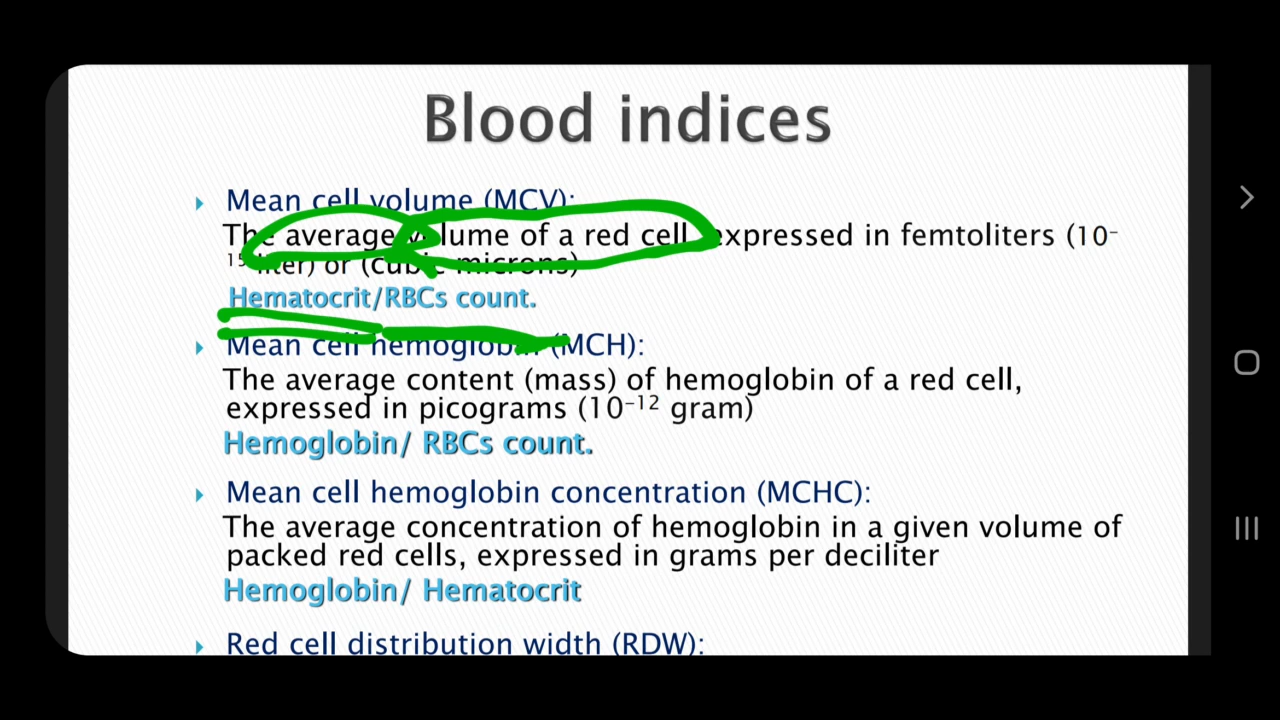 Blood indices
Mean cell volume (MCV):
The average volume of a red cell, expressed in femtoliters (10-
15 liter) or (cubic microns)
Hematocrit/RBCs count.
Mean cell hemoglobin (MCH):
The average content (mass) of hemoglobin of a red cell,
expressed in picograms (10-12 gram)
Hemoglobin/ RBCs count.
Mean cell hemoglobin concentration (MCHC):
The average concentration of hemoglobin in a given volume of
packed red cells, expressed in grams per deciliter
Hemoglobin/ Hematocrit
Red cell distribution width (RDW):